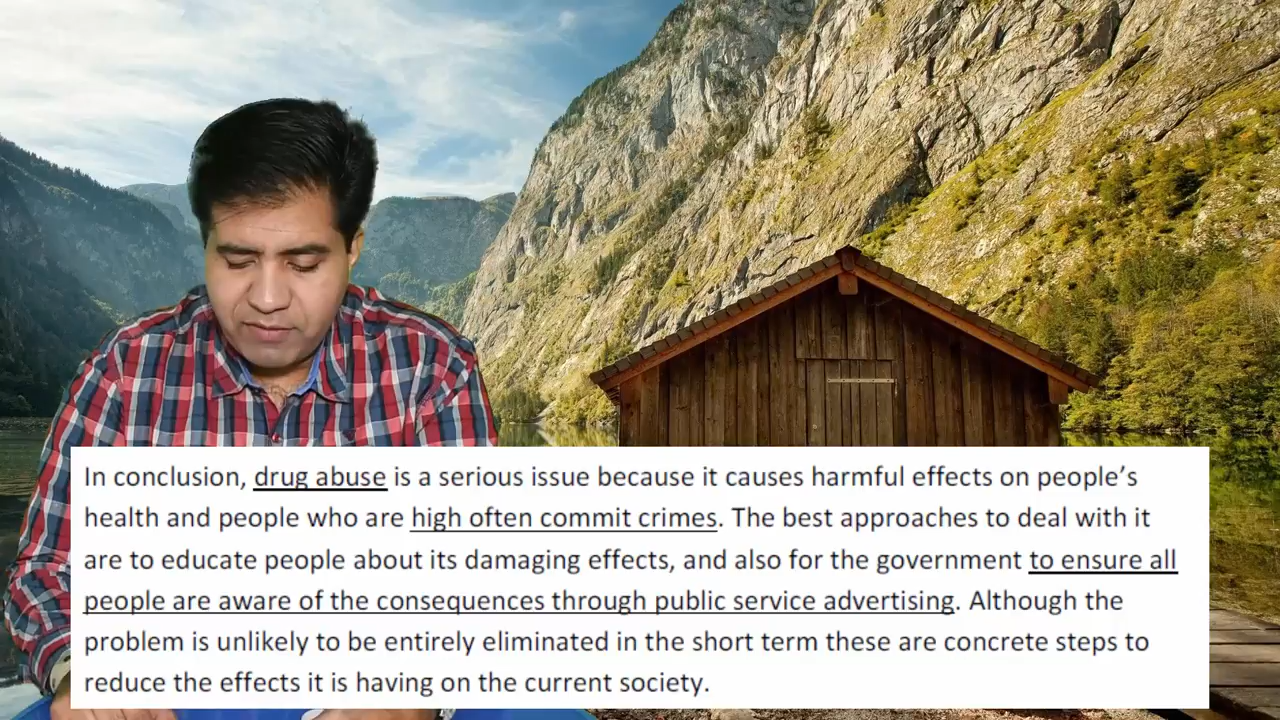 In conclusion, drug abuse is a serious issue because it causes harmful effects on people’s
health and people who are high often commit crimes. The best approaches to deal with it
are to educate people about its damaging effects, and also for the government to ensure all
people are aware of the consequences through public service advertising. Although the
problem is unlikely to be entirely eliminated in the short term these are concrete steps to
reduce the effects it is having on the current society.